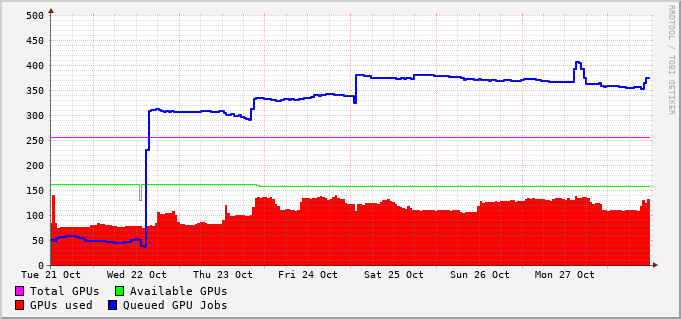 500
450
400
350
300
250
200
150
100
50
0
Tue 21 Oct Wed 22 Oct Thu 23 Oct Fri 24 Oct Sat 25 Oct Sun 26 Oct Mon 27 Oct
Total GPUs Available GPUs
GPUs used Queued GPU Jobs
RRDTOOL / TOBI OETIKER